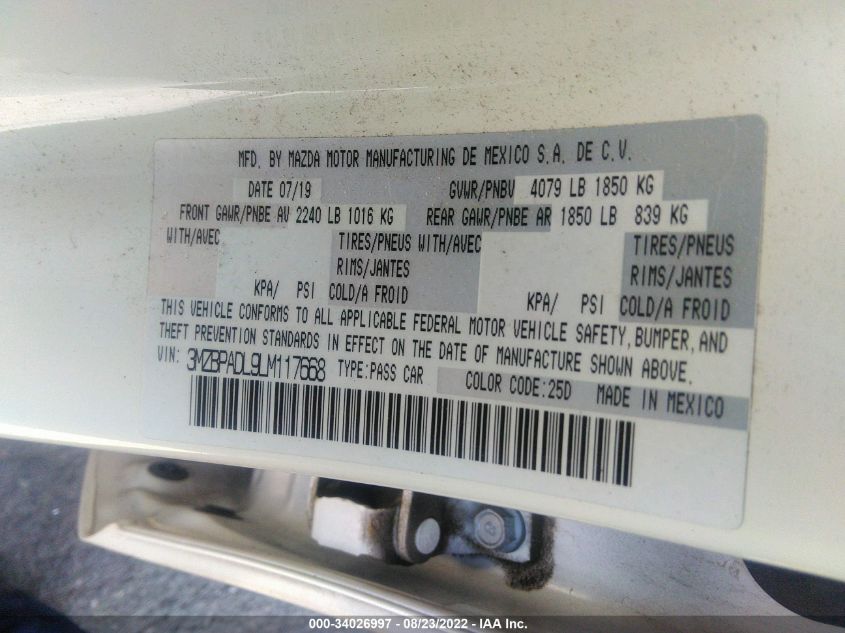 MFD. BY MAZDA MOTOR MANUFACTURING DE MEXICO S.A. DE C.V.
DATE 07/19 GVWR/PNBV 4079 LB 1850 KG
FRONT GAWR/PNBE AV 2240 LB 1016 KG REAR GAWR/PNBE AR 1850 LB 839 KG
WITH/AVEC TIRES/PNEUS WITH/AVEC TIRES/PNEUS
RIMS/JANTES RIMS/JANTES
KPA/ PSI COLD/A FROID KPA/ PSI COLD/A FROID
THIS VEHICLE CONFORMS TO ALL APPLICABLE FEDERAL MOTOR VEHICLE SAFETY, BUMPER, AND
THEFT PREVENTION STANDARDS IN EFFECT ON THE DATE OF MANUFACTURE SHOWN ABOVE.
VIN: 3MZBPADL9LM117668 TYPE:PASS CAR COLOR CODE:25D MADE IN MEXICO
000-34026997 - 08/23/2022 - IAA Inc.